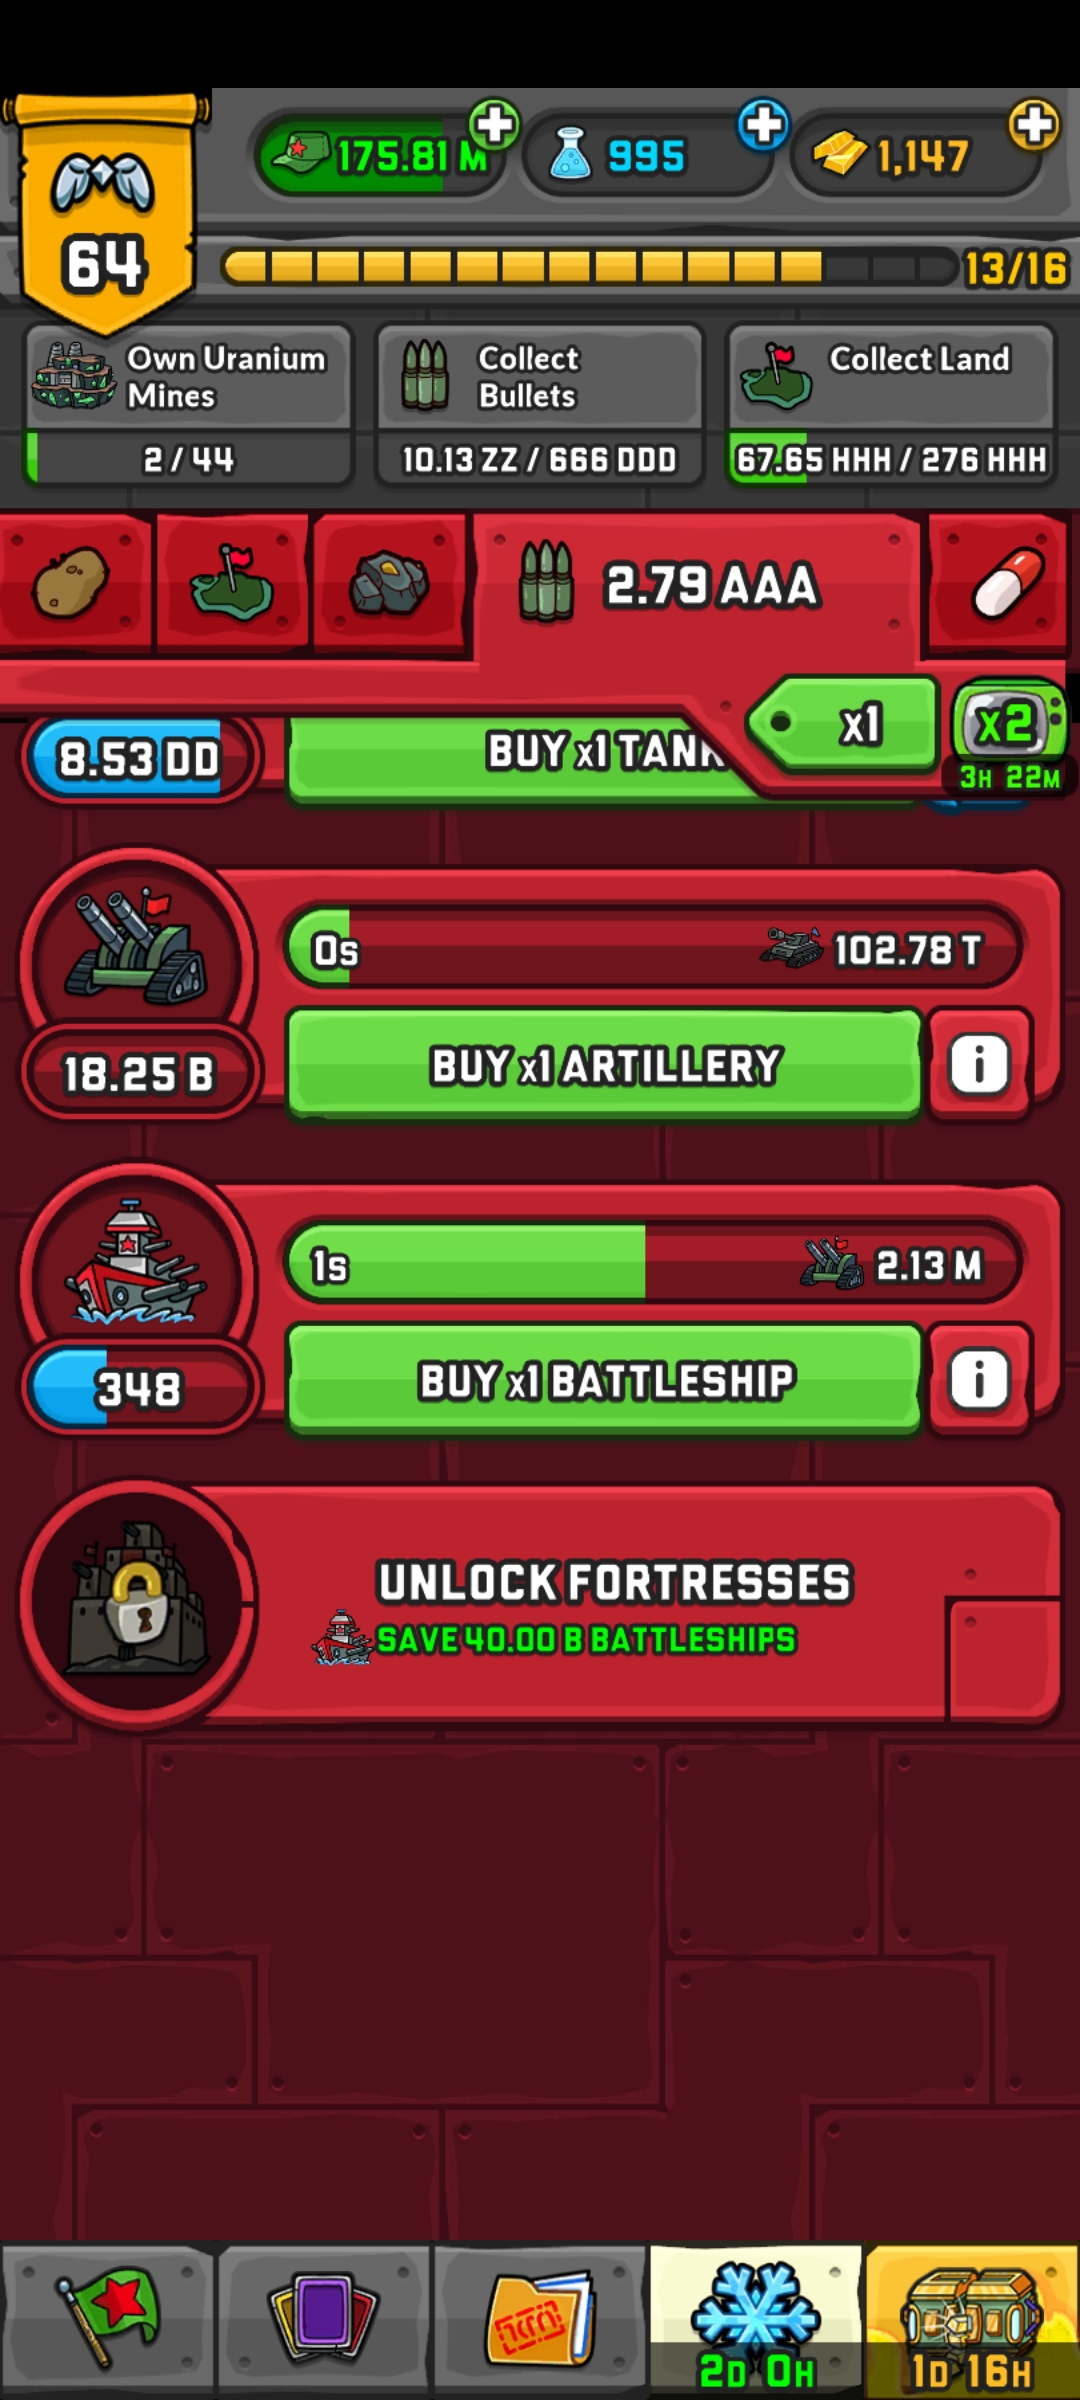 175.81 M
995
1,147
64
13/16
Own Uranium
Mines
2 / 44
Collect
Bullets
10.13 ZZ / 666 DDD
Collect Land
67.65 HHH / 276 HHH
2.79 AAA
x1
x2
3H 22M
8.53 DD
BUY x1 TANK
0s
102.78 T
18.25 B
BUY x1 ARTILLERY
i
1s
2.13 M
348
BUY x1 BATTLESHIP
i
UNLOCK FORTRESSES
SAVE 40.00 B BATTLESHIPS
2D 0H
1D 16H